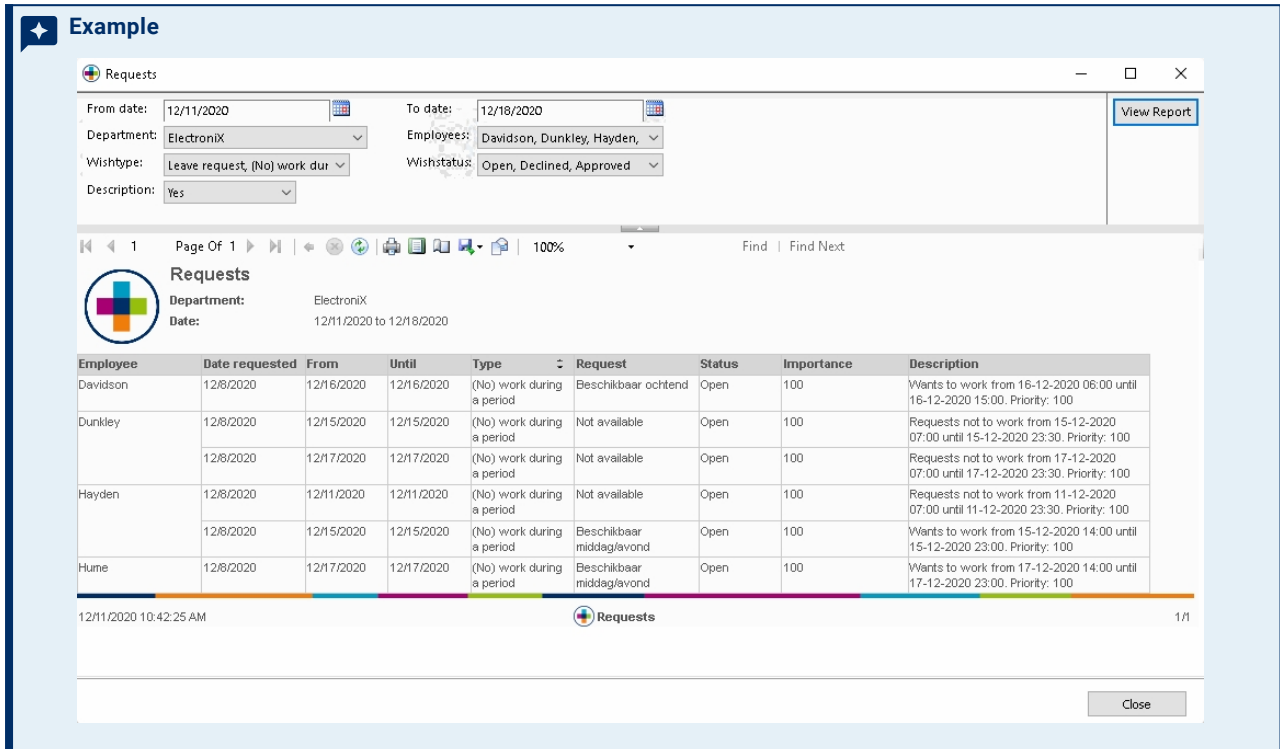 Example
Requests
From date: 12/11/2020 To date: 12/18/2020 View Report
Department: ElectroniX Employees: Davidson, Dunkley, Hayden,
Wishtype: Leave request, (No) work dur Wishstatus: Open, Declined, Approved
Description: Yes
1 Page Of 1 100% Find | Find Next
Requests
Department: ElectroniX
Date: 12/11/2020 to 12/18/2020
Employee Date requested From Until Type Request Status Importance Description
Davidson 12/8/2020 12/16/2020 12/16/2020 (No) work during Beschikbaar ochtend Open 100 Wants to work from 16-12-2020 06:00 until
a period 16-12-2020 15:00. Priority: 100
Dunkley 12/8/2020 12/15/2020 12/15/2020 (No) work during Not available Open 100 Requests not to work from 15-12-2020
a period 07:00 until 15-12-2020 23:30. Priority: 100
12/8/2020 12/17/2020 12/17/2020 (No) work during Not available Open 100 Requests not to work from 17-12-2020
a period 07:00 until 17-12-2020 23:30. Priority: 100
Hayden 12/8/2020 12/11/2020 12/11/2020 (No) work during Not available Open 100 Requests not to work from 11-12-2020
a period 07:00 until 11-12-2020 23:30. Priority: 100
12/8/2020 12/15/2020 12/15/2020 (No) work during Beschikbaar Open 100 Wants to work from 15-12-2020 14:00 until
a period middag/avond 15-12-2020 23:00. Priority: 100
Hume 12/8/2020 12/17/2020 12/17/2020 (No) work during Beschikbaar Open 100 Wants to work from 17-12-2020 14:00 until
a period middag/avond 17-12-2020 23:00. Priority: 100
12/11/2020 10:42:25 AM Requests 1/1
Close